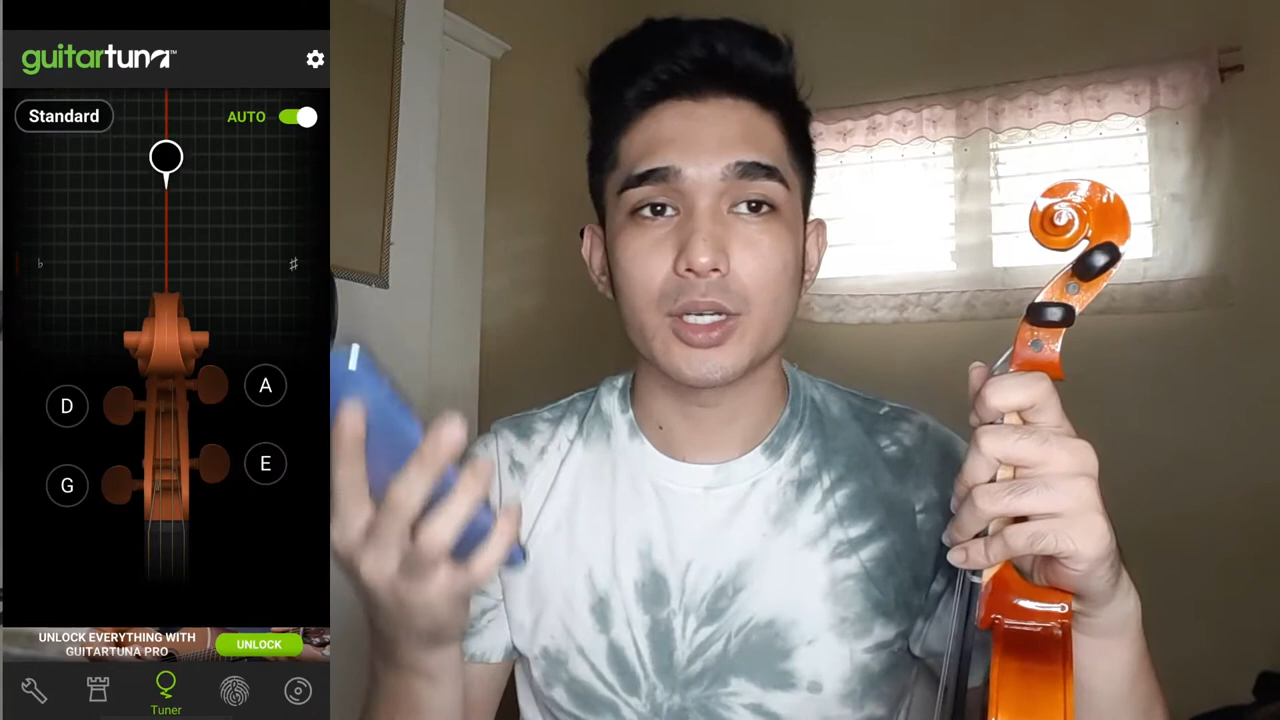 guitartuna™
Standard
AUTO
♭
♯
D
A
G
E
UNLOCK EVERYTHING WITH
GUITARTUNA PRO
UNLOCK
Tuner